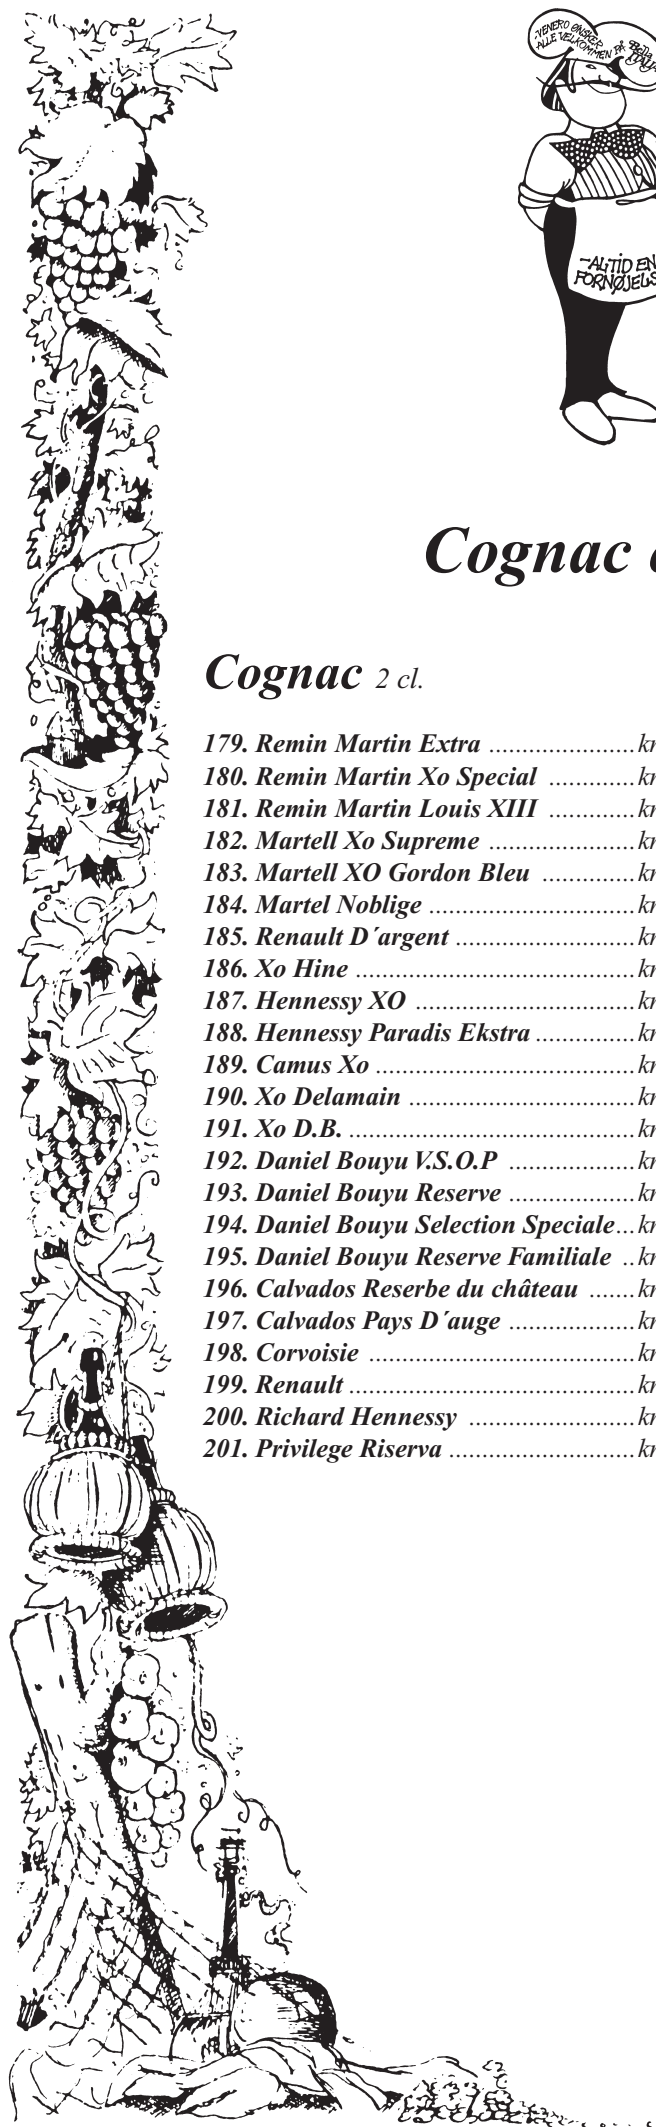 -VENERO ØNSKER
ALLE VELKOMMEN PÅ Bella
-ALTID EN
FORNØJELS
Cognac
Cognac 2 cl.
179. Remin Martin Extra ......................kr
180. Remin Martin Xo Special .............kr
181. Remin Martin Louis XIII .............kr
182. Martell Xo Supreme ......................kr
183. Martell XO Gordon Bleu ..............kr
184. Martel Noblige ...............................kr
185. Renault D´argent ...........................kr
186. Xo Hine ..........................................kr
187. Hennessy XO .................................kr
188. Hennessy Paradis Ekstra ...............kr
189. Camus Xo .......................................kr
190. Xo Delamain ..................................kr
191. Xo D.B. ...........................................kr
192. Daniel Bouyu V.S.O.P ...................kr
193. Daniel Bouyu Reserve ...................kr
194. Daniel Bouyu Selection Speciale...kr
195. Daniel Bouyu Reserve Familiale ..kr
196. Calvados Reserbe du château .......kr
197. Calvados Pays D´auge ...................kr
198. Corvoisie ........................................kr
199. Renault ...........................................kr
200. Richard Hennessy .........................kr
201. Privilege Riserva ............................kr